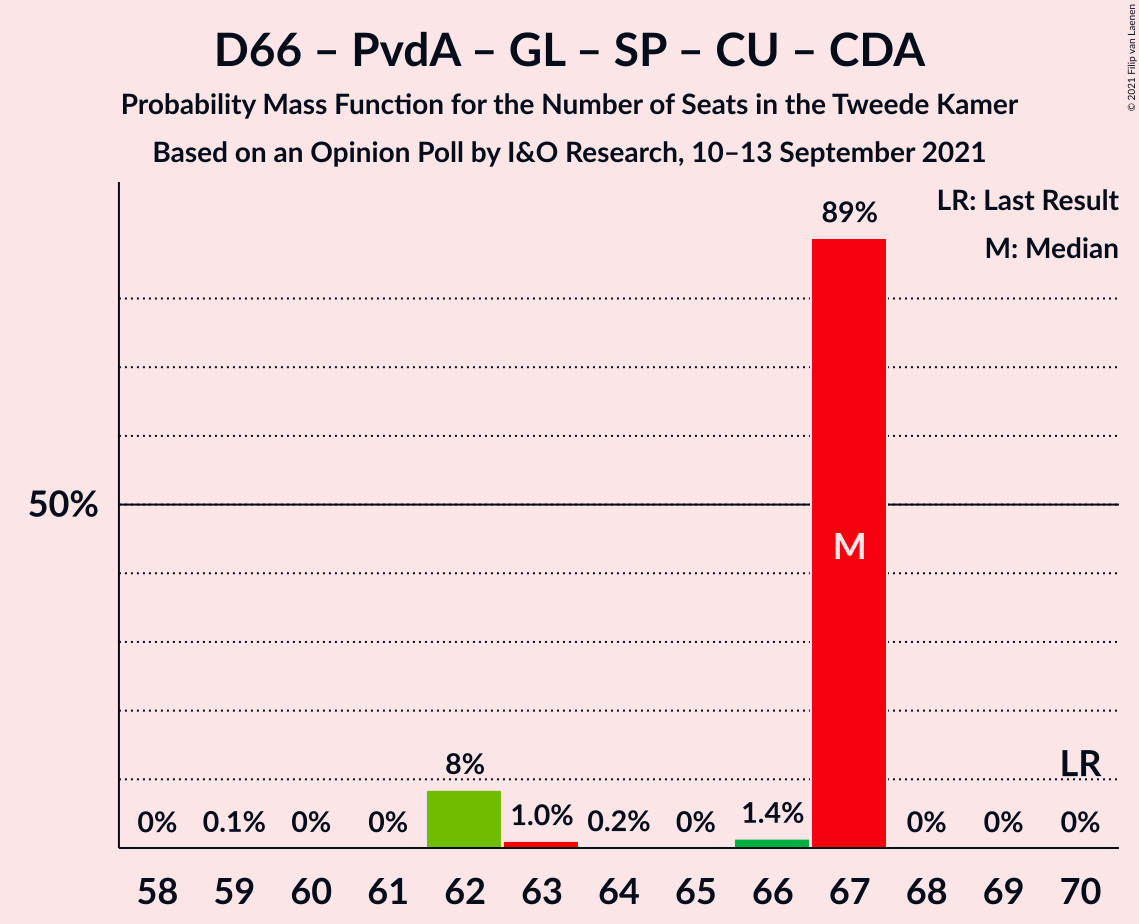 D66 – PvdA – GL – SP – CU – CDA
Probability Mass Function for the Number of Seats in the Tweede Kamer
Based on an Opinion Poll by I&O Research, 10–13 September 2021
© 2021 Filip van Laenen
LR: Last Result
M: Median
89%
50%
M
8%
LR
0% 0.1% 0% 0% 1.0% 0.2% 0% 1.4% 0% 0% 0%
58 59 60 61 62 63 64 65 66 67 68 69 70